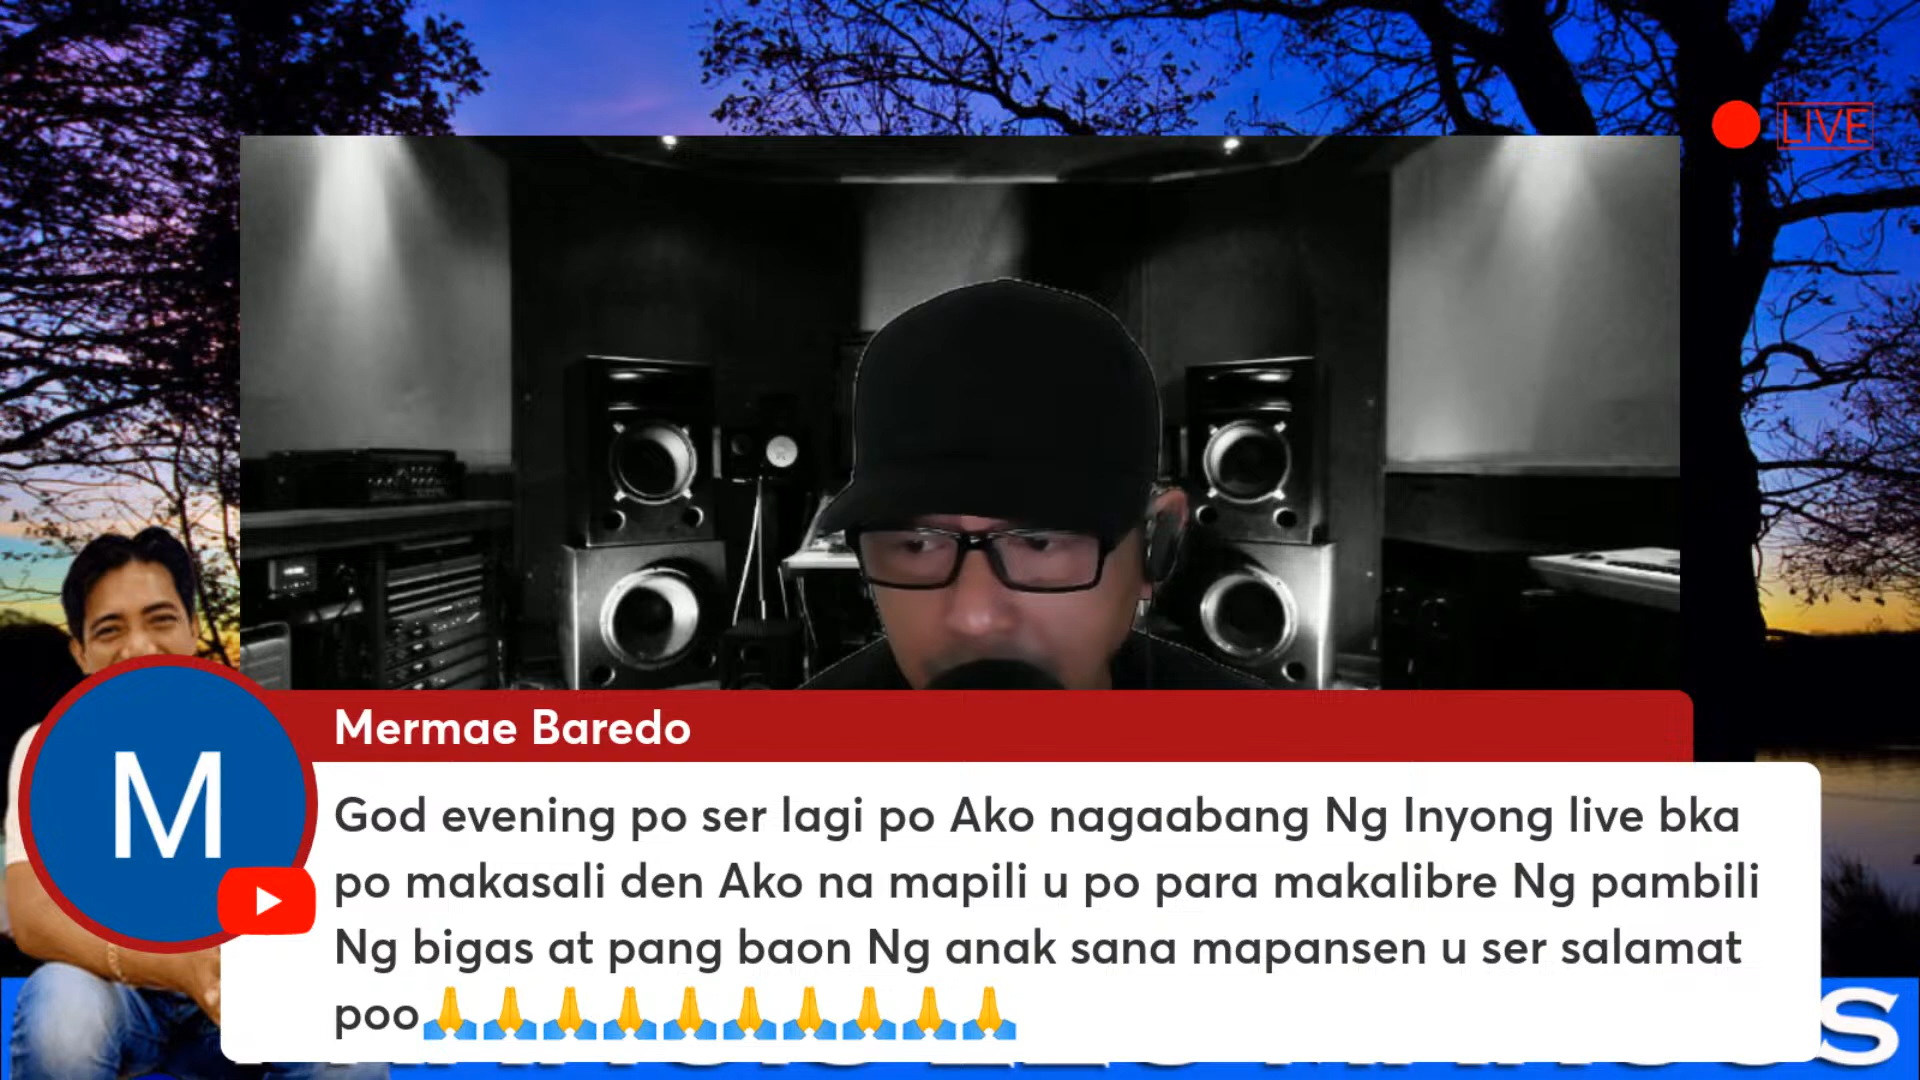 LIVE
Mermae Baredo
M
God evening po ser lagi po Ako nagaabang Ng Inyong live bka
po makasali den Ako na mapili u po para makalibre Ng pambili
Ng bigas at pang baon Ng anak sana mapansen u ser salamat
poo🙏🙏🙏🙏🙏🙏🙏🙏🙏🙏